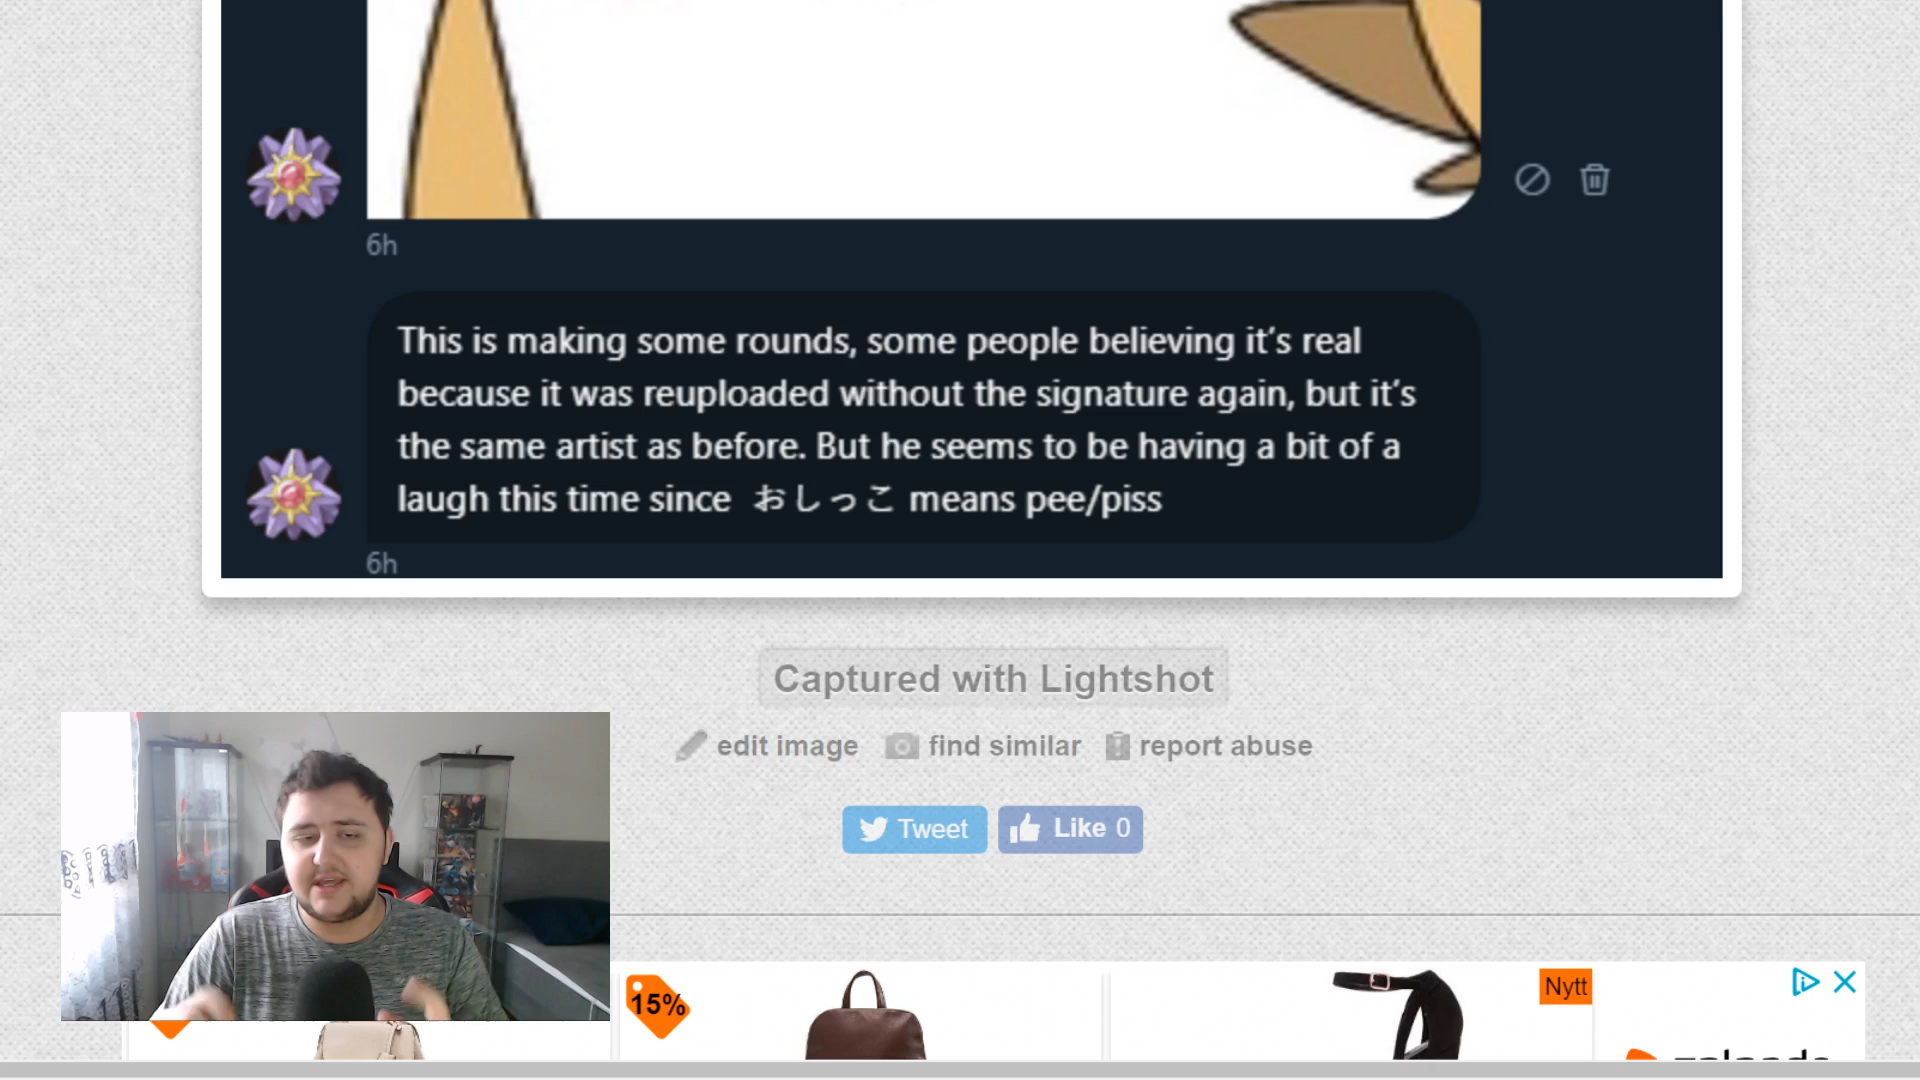 6h
This is making some rounds, some people believing it's real
because it was reuploaded without the signature again, but it's
the same artist as before. But he seems to be having a bit of a
laugh this time since おしっこ means pee/piss
6h
Captured with Lightshot
edit image find similar report abuse
Tweet Like 0
15%
Nytt